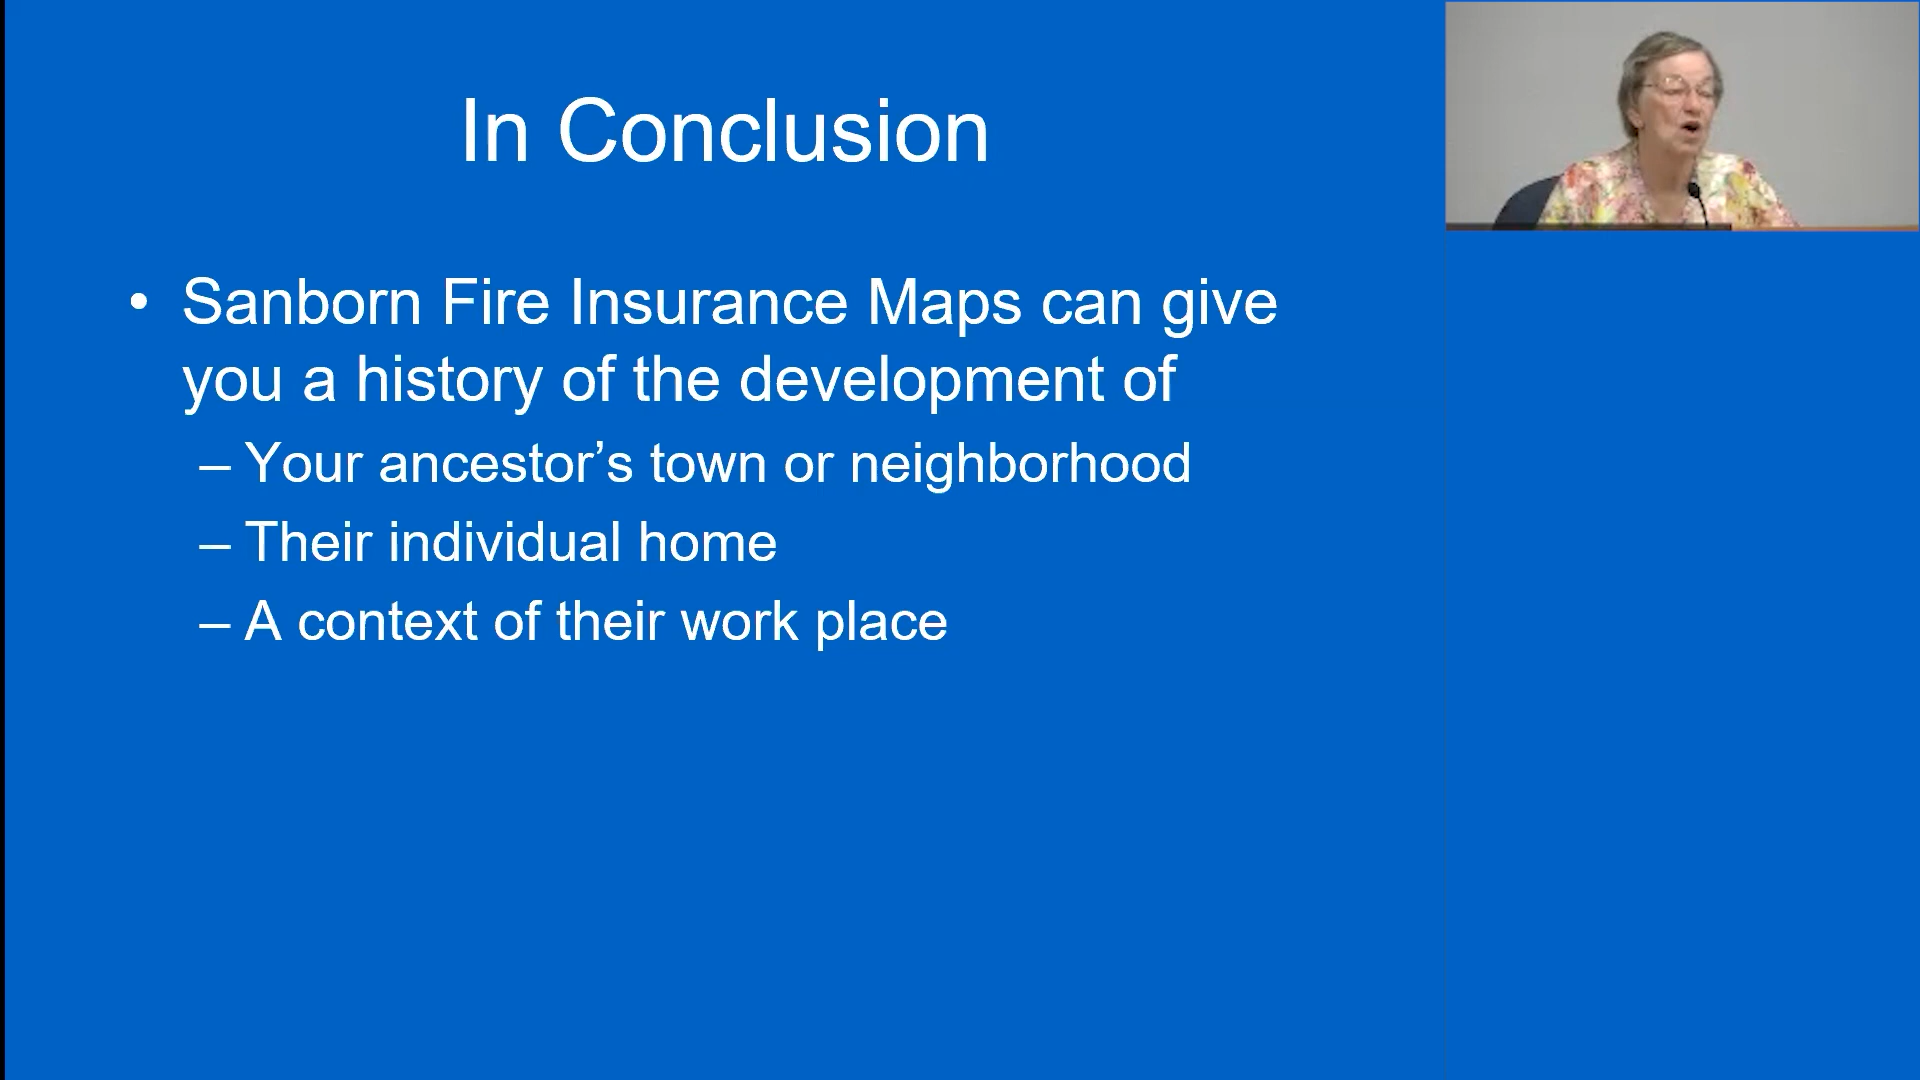 In Conclusion
• Sanborn Fire Insurance Maps can give
you a history of the development of
– Your ancestor’s town or neighborhood
– Their individual home
– A context of their work place